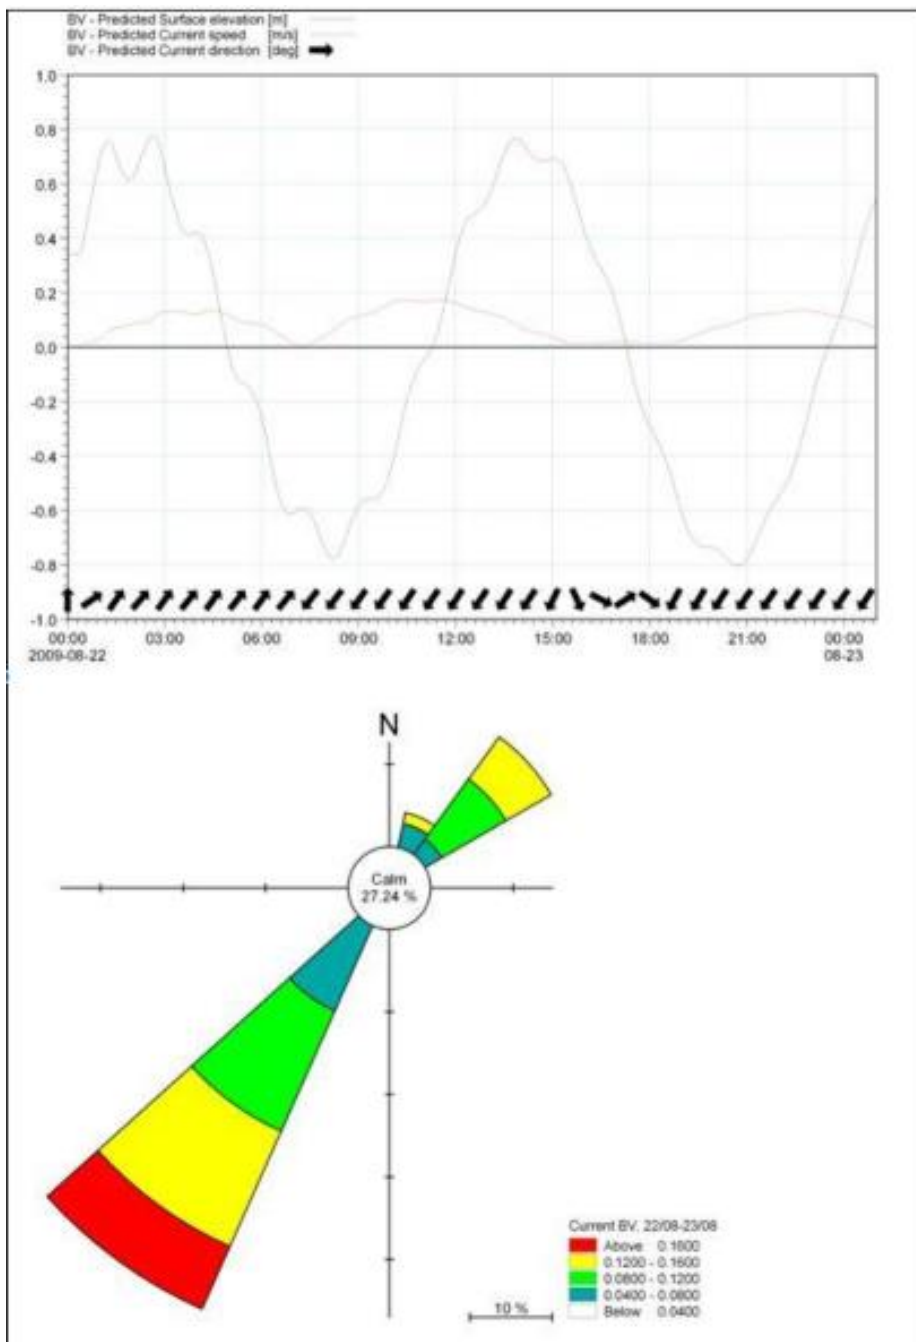 BV - Predicted Surface elevation [m]
BV - Predicted Current speed [m/s]
BV - Predicted Current direction [deg]
1.0
0.8
0.6
0.4
0.2
0.0
-0.2
-0.4
-0.6
-0.8
-1.0
00:00 03:00 06:00 09:00 12:00 15:00 18:00 21:00 00:00
2009-08-22 08-23
N
Calm
27.24 %
Current BV. 22/08-23/08
Above 0.1600
0.1200 - 0.1600
0.0800 - 0.1200
0.0400 - 0.0800
Below 0.0400
10 %